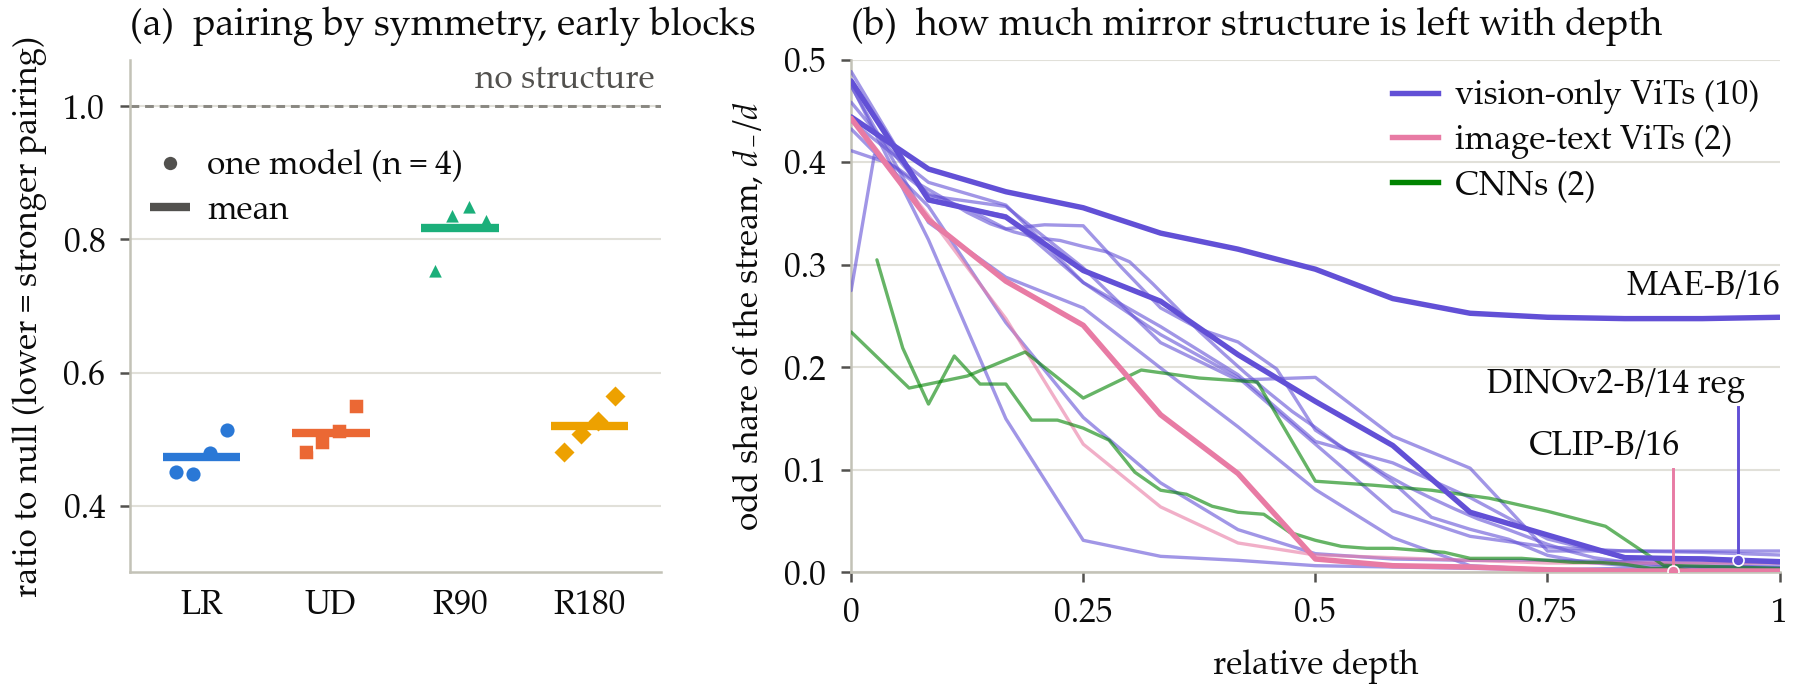 (a)  pairing by symmetry, early blocks
ratio to null (lower = stronger pairing)
1.0
0.8
0.6
0.4
no structure
one model (n = 4)
mean
LR
UD
R90
R180
(b)  how much mirror structure is left with depth
odd share of the stream, d₋/d
0.5
0.4
0.3
0.2
0.1
0.0
vision-only ViTs (10)
image-text ViTs (2)
CNNs (2)
MAE-B/16
DINOv2-B/14 reg
CLIP-B/16
0
0.25
0.5
0.75
1
relative depth